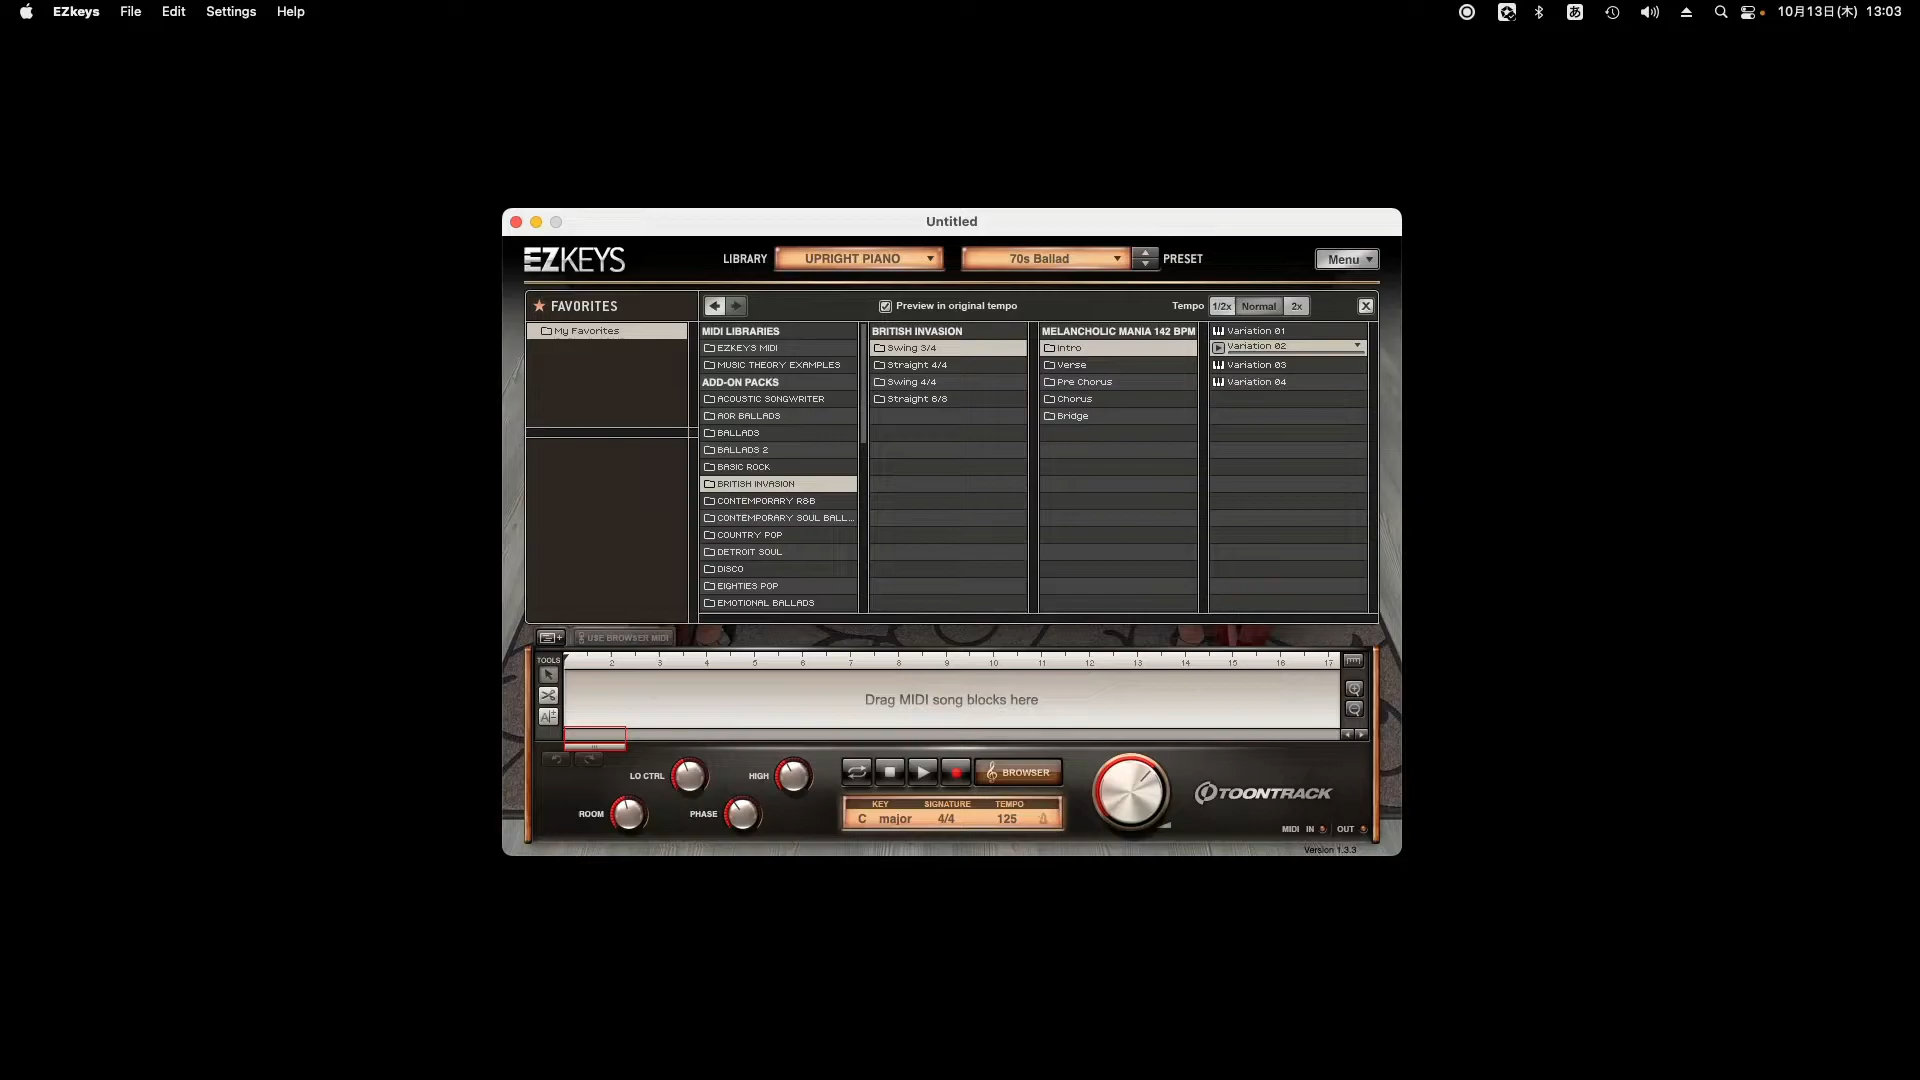 EZkeys File Edit Settings Help
あ 10月13日(木) 13:03
Untitled
EZKEYS LIBRARY UPRIGHT PIANO 70s Ballad PRESET Menu
FAVORITES
Preview in original tempo
Tempo 1/2x Normal 2x X
My Favorites
MIDI LIBRARIES
EZKEYS MIDI
MUSIC THEORY EXAMPLES
ADD-ON PACKS
ACOUSTIC SONGWRITER
AOR BALLADS
BALLADS
BALLADS 2
BASIC ROCK
BRITISH INVASION
CONTEMPORARY R&B
CONTEMPORARY SOUL BALL...
COUNTRY POP
DETROIT SOUL
DISCO
EIGHTIES POP
EMOTIONAL BALLADS
BRITISH INVASION
Swing 3/4
Straight 4/4
Swing 4/4
Straight 6/8
MELANCHOLIC MANIA 142 BPM
Intro
Verse
Pre Chorus
Chorus
Bridge
Variation 01
Variation 02
Variation 03
Variation 04
USE BROWSER MIDI
TOOLS
2 3 4 5 6 7 8 9 10 11 12 13 14 15 16 17
Drag MIDI song blocks here
LO CTRL HIGH
ROOM PHASE
BROWSER
KEY SIGNATURE TEMPO
C major 4/4 125
TOONTRACK
MIDI IN OUT
Version 1.3.3